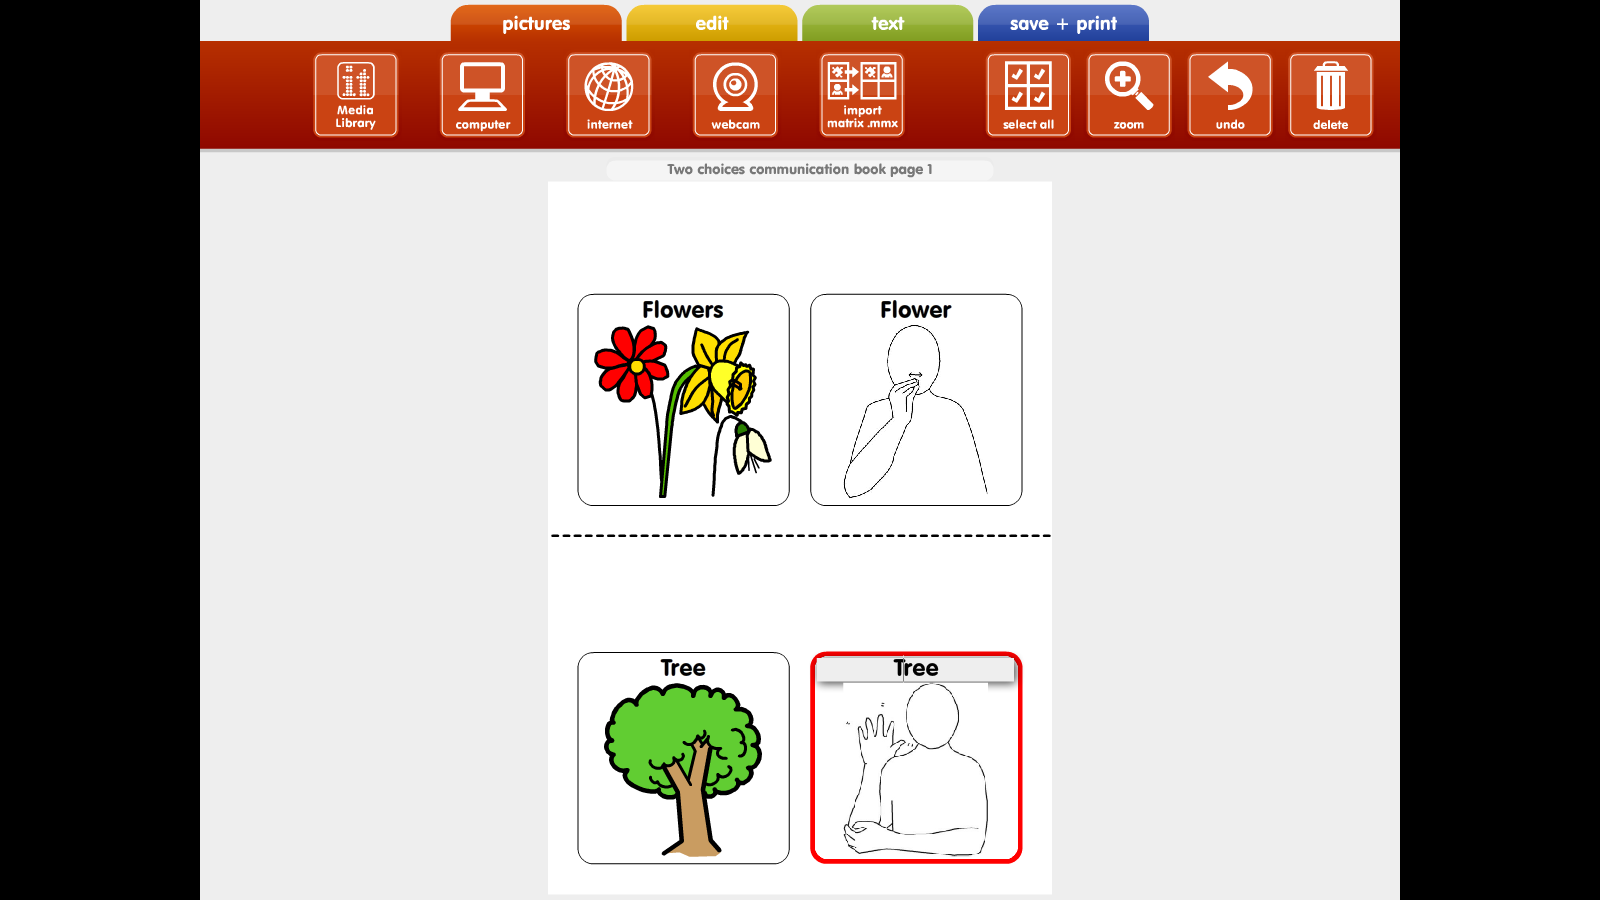 pictures
edit
text
save + print
Media
Library
computer
internet
webcam
import
matrix .mmx
select all
zoom
undo
delete
Two choices communication book page 1
Flowers
Flower
Tree
Tree